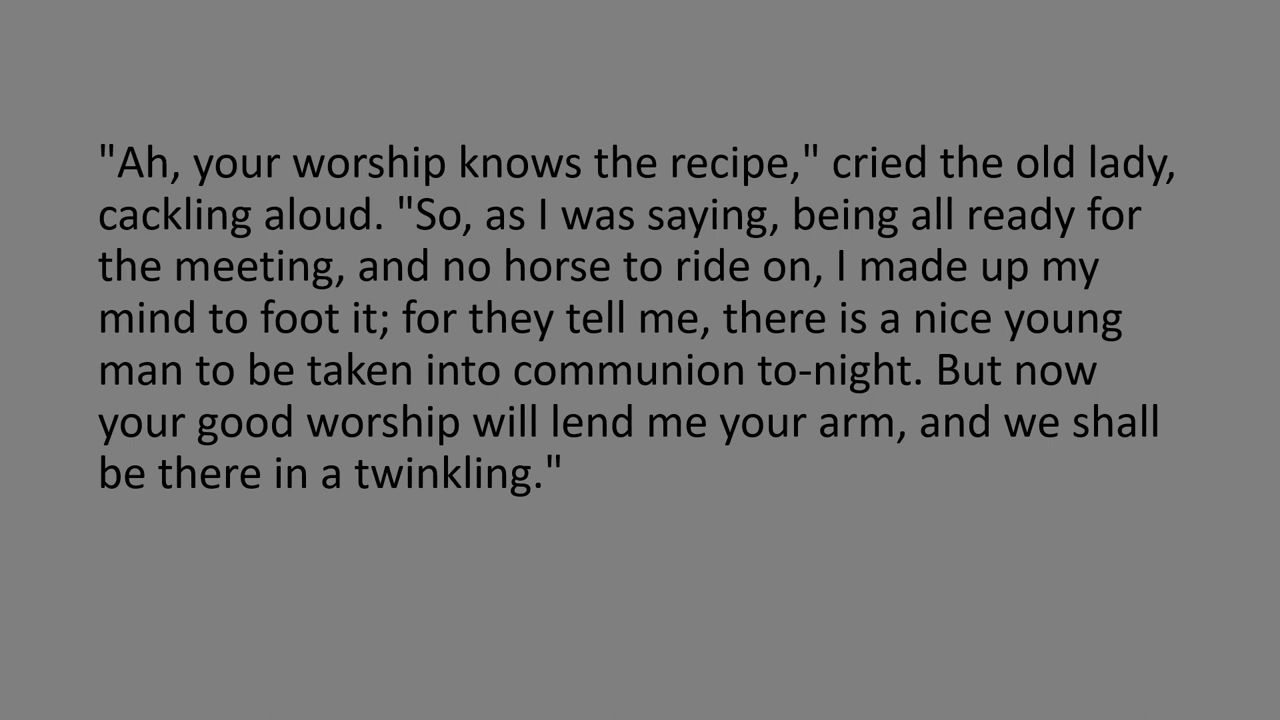 "Ah, your worship knows the recipe," cried the old lady,
cackling aloud. "So, as I was saying, being all ready for
the meeting, and no horse to ride on, I made up my
mind to foot it; for they tell me, there is a nice young
man to be taken into communion to-night. But now
your good worship will lend me your arm, and we shall
be there in a twinkling."